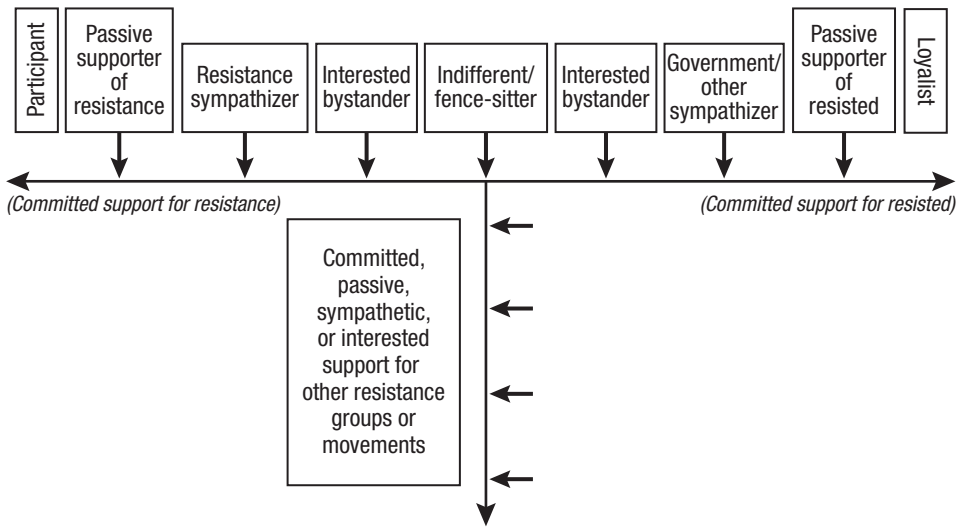 Participant
Passive
supporter
of
resistance
Resistance
sympathizer
Interested
bystander
Indifferent/
fence-sitter
Interested
bystander
Government/
other
sympathizer
Passive
supporter
of
resisted
Loyalist
(Committed support for resistance)
(Committed support for resisted)
Committed,
passive,
sympathetic,
or interested
support for
other resistance
groups or
movements